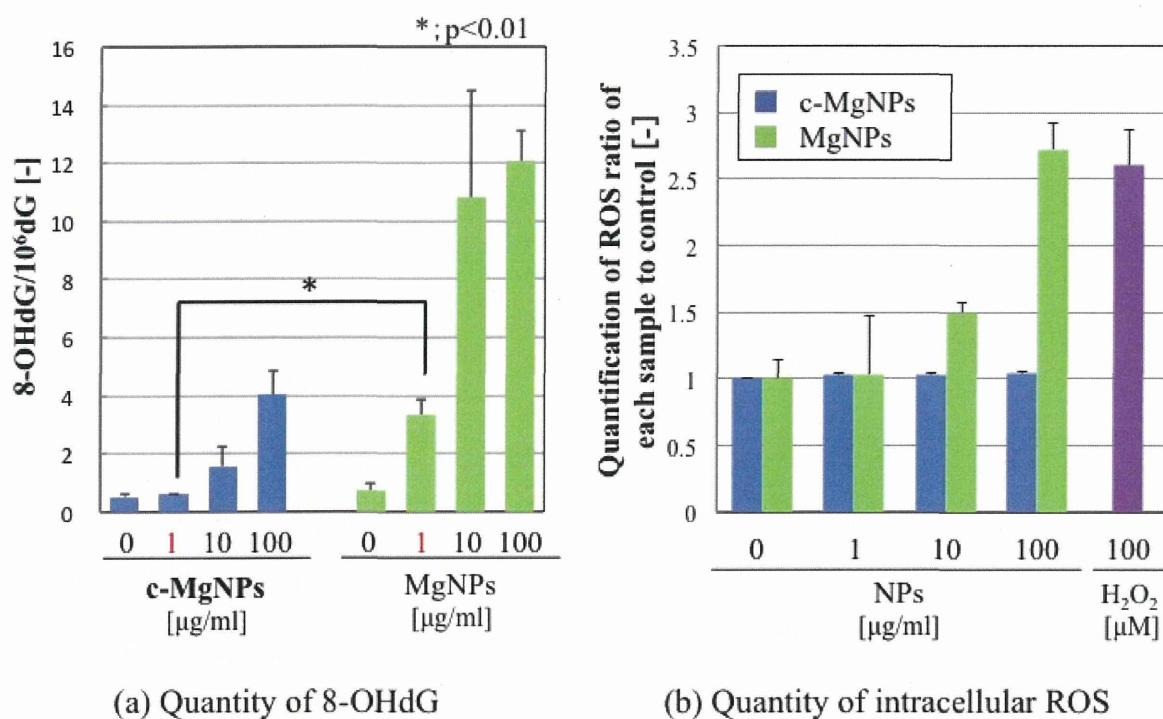 *;p<0.01
16
14
12
10
8
6
4
2
0
8-OHdG/10⁶dG [-]
*
0 1 10 100
c-MgNPs
[μg/ml]
0 1 10 100
MgNPs
[μg/ml]
(a) Quantity of 8-OHdG
3.5
3
2.5
2
1.5
1
0.5
0
Quantification of ROS ratio of
each sample to control [-]
c-MgNPs
MgNPs
0 1 10 100
NPs
[μg/ml]
100
H₂O₂
[μM]
(b) Quantity of intracellular ROS